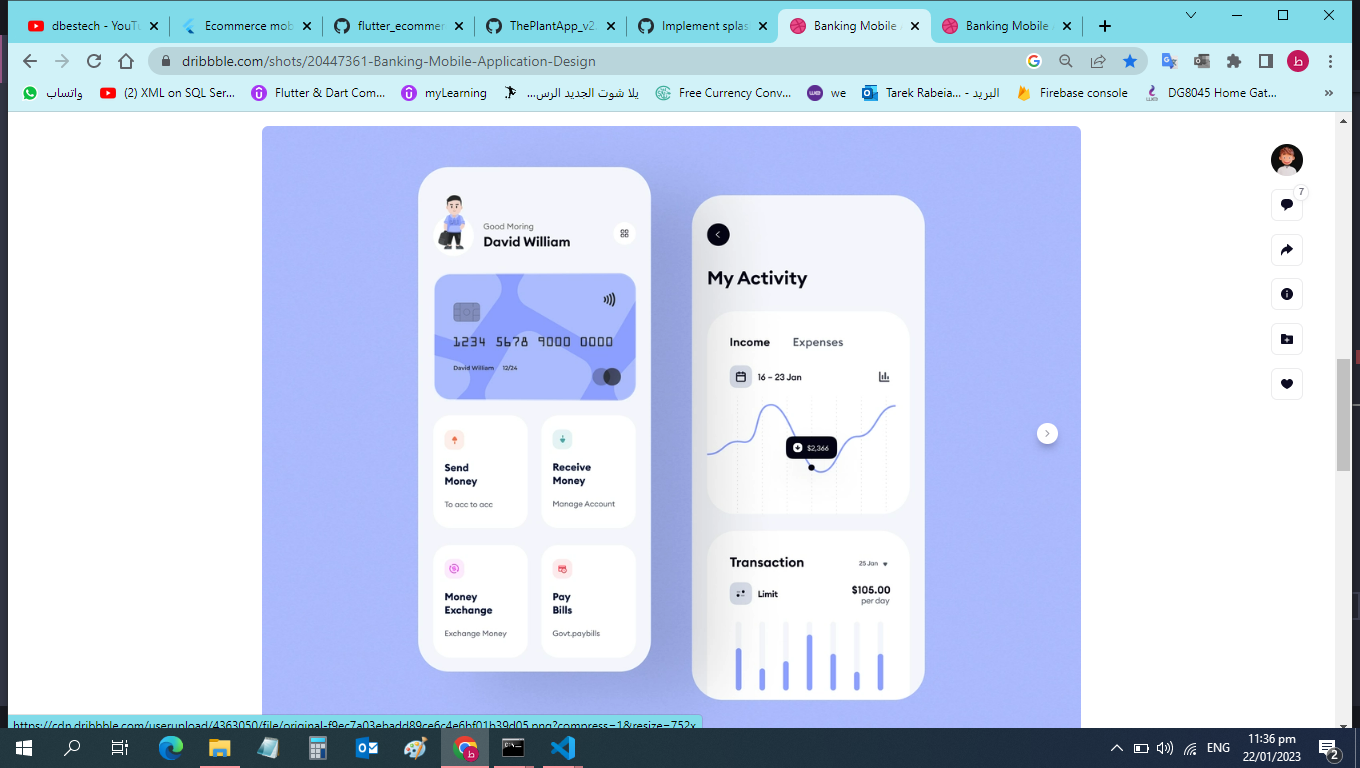 dbestech - YouTu
Ecommerce mob
flutter_ecommer
ThePlantApp_v2.
Implement splas
Banking Mobile A
Banking Mobile A
dribbble.com/shots/20447361-Banking-Mobile-Application-Design
واتساب
(2) XML on SQL Ser...
Flutter & Dart Com...
myLearning
يلا شوت الجديد الرس...
Free Currency Conv...
we
Tarek Rabeia... - البريد
Firebase console
DG8045 Home Gat...
»
7
Good Moring
David William
1234 5678 9000 0000
David William 12/24
Send
Money
To acc to acc
Receive
Money
Manage Account
Money
Exchange
Exchange Money
Pay
Bills
Govt.paybills
My Activity
Income Expenses
16 – 23 Jan
$2,366
Transaction
25 Jan
Limit
$105.00
per day
https://cdn.dribbble.com/userupload/4363050/file/original-f9ec7a03ebadd89ce6c4e6bf01b39d05.png?compress=1&resize=752x
ENG
11:36 pm
22/01/2023
2